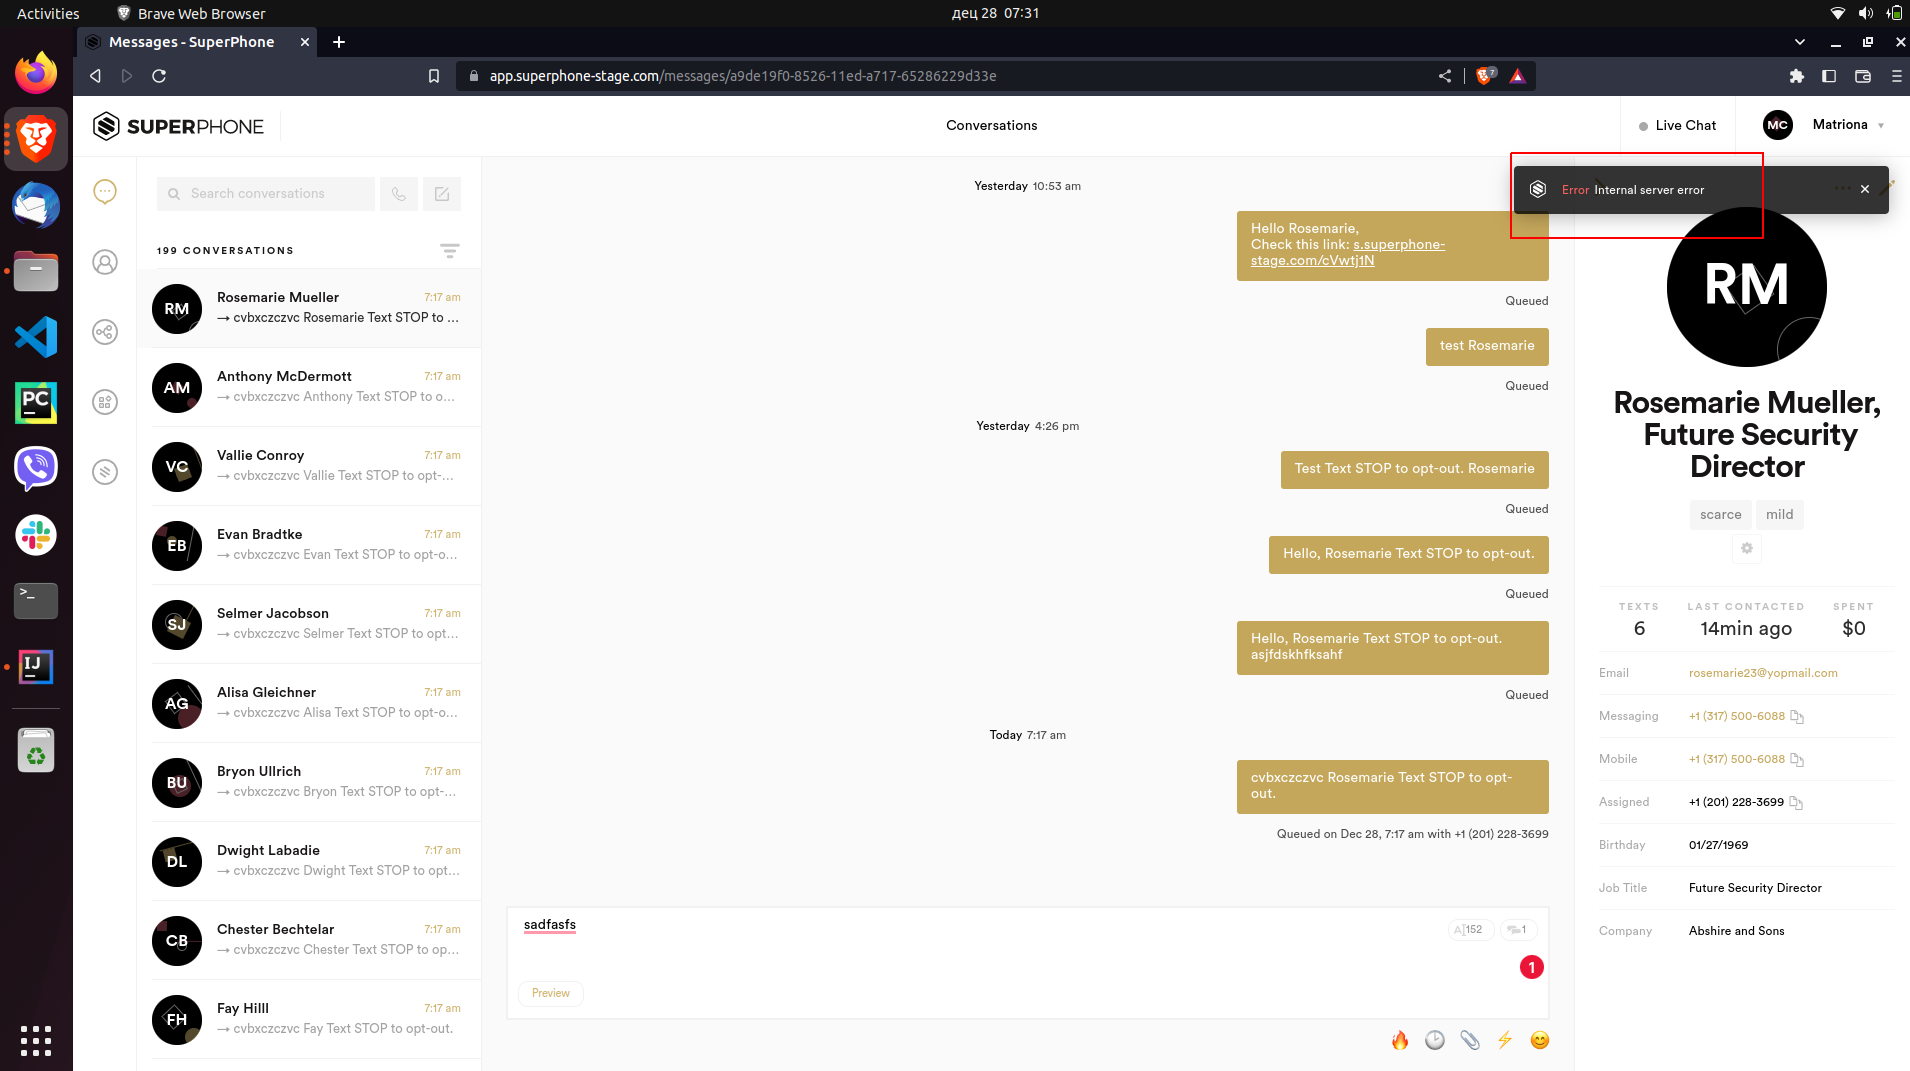 Activities
Brave Web Browser
дец 28 07:31
Messages - SuperPhone
app.superphone-stage.com/messages/a9de19f0-8526-11ed-a717-65286229d33e
7
SUPERPHONE
Conversations
Live Chat
MC
Matriona
Search conversations
199 CONVERSATIONS
RM
Rosemarie Mueller
7:17 am
→ cvbxczczvc Rosemarie Text STOP to ...
AM
Anthony McDermott
7:17 am
→ cvbxczczvc Anthony Text STOP to o...
VC
Vallie Conroy
7:17 am
→ cvbxczczvc Vallie Text STOP to opt-...
EB
Evan Bradtke
7:17 am
→ cvbxczczvc Evan Text STOP to opt-o...
SJ
Selmer Jacobson
7:17 am
→ cvbxczczvc Selmer Text STOP to opt...
AG
Alisa Gleichner
7:17 am
→ cvbxczczvc Alisa Text STOP to opt-o...
BU
Bryon Ullrich
7:17 am
→ cvbxczczvc Bryon Text STOP to opt-...
DL
Dwight Labadie
7:17 am
→ cvbxczczvc Dwight Text STOP to opt...
CB
Chester Bechtelar
7:17 am
→ cvbxczczvc Chester Text STOP to op...
FH
Fay Hilll
7:17 am
→ cvbxczczvc Fay Text STOP to opt-out.
Yesterday 10:53 am
Hello Rosemarie,
Check this link: s.superphone-
stage.com/cVwtj1N
Queued
test Rosemarie
Queued
Yesterday 4:26 pm
Test Text STOP to opt-out. Rosemarie
Queued
Hello, Rosemarie Text STOP to opt-out.
Queued
Hello, Rosemarie Text STOP to opt-out.
asjfdskhfksahf
Queued
Today 7:17 am
cvbxczczvc Rosemarie Text STOP to opt-
out.
Queued on Dec 28, 7:17 am with +1 (201) 228-3699
sadfasfs
152
1
1
Preview
Error Internal server error
RM
Rosemarie Mueller,
Future Security
Director
scarce
mild
TEXTS
LAST CONTACTED
SPENT
6
14min ago
$0
Email
rosemarie23@yopmail.com
Messaging
+1 (317) 500-6088
Mobile
+1 (317) 500-6088
Assigned
+1 (201) 228-3699
Birthday
01/27/1969
Job Title
Future Security Director
Company
Abshire and Sons
PC
>_
IJ